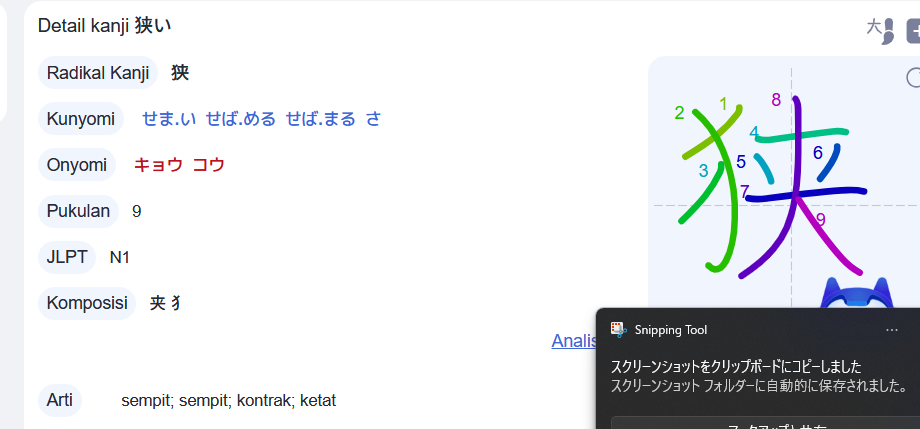 Detail kanji 狭い
大
Radikal Kanji 狭
Kunyomi せま.い せば.める せば.まる さ
Onyomi キョウ コウ
Pukulan 9
JLPT N1
Komposisi 夹 犭
1
2
3
4
5
6
7
8
9
Analis
Snipping Tool
スクリーンショットをクリップボードにコピーしました
スクリーンショット フォルダーに自動的に保存されました。
Arti sempit; sempit; kontrak; ketat